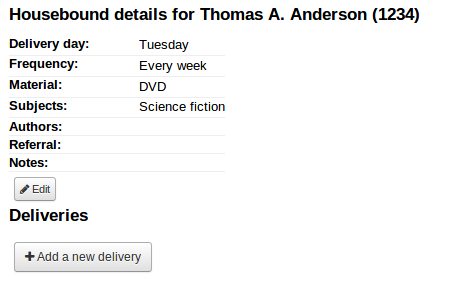 Housebound details for Thomas A. Anderson (1234)
Delivery day: Tuesday
Frequency: Every week
Material: DVD
Subjects: Science fiction
Authors:
Referral:
Notes:
Edit
Deliveries
+ Add a new delivery